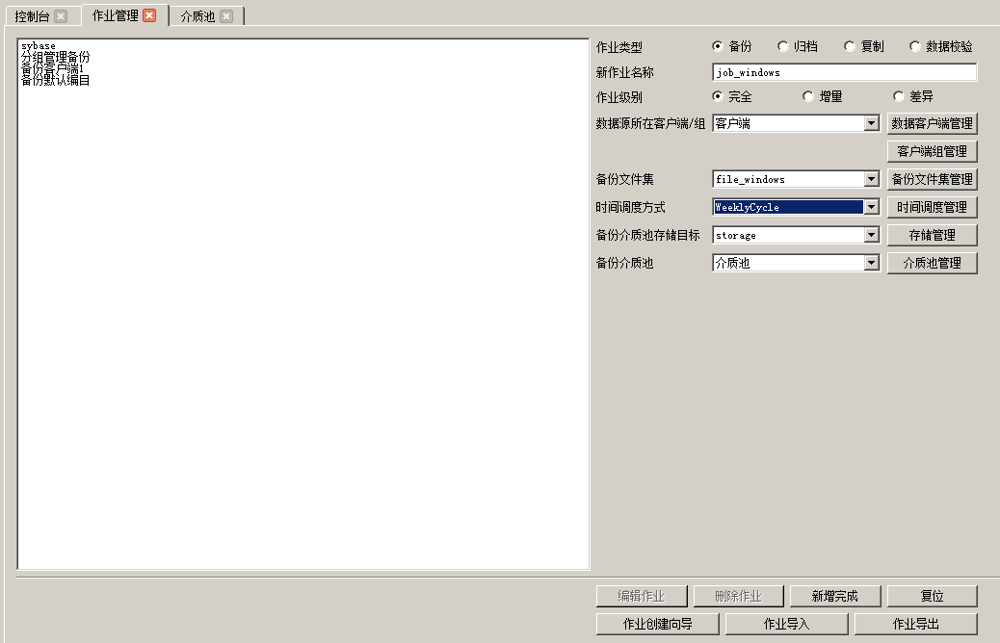 控制台 作业管理 介质池
sybase
分组管理备份
备份客户端1
备份默认编目
作业类型 备份 归档 复制 数据校验
新作业名称 job_windows
作业级别 完全 增量 差异
数据源所在客户端/组 客户端 数据客户端管理
客户端组管理
备份文件集 file_windows 备份文件集管理
时间调度方式 WeeklyCycle 时间调度管理
备份介质池存储目标 storage 存储管理
备份介质池 介质池 介质池管理
编辑作业 删除作业 新增完成 复位
作业创建向导 作业导入 作业导出